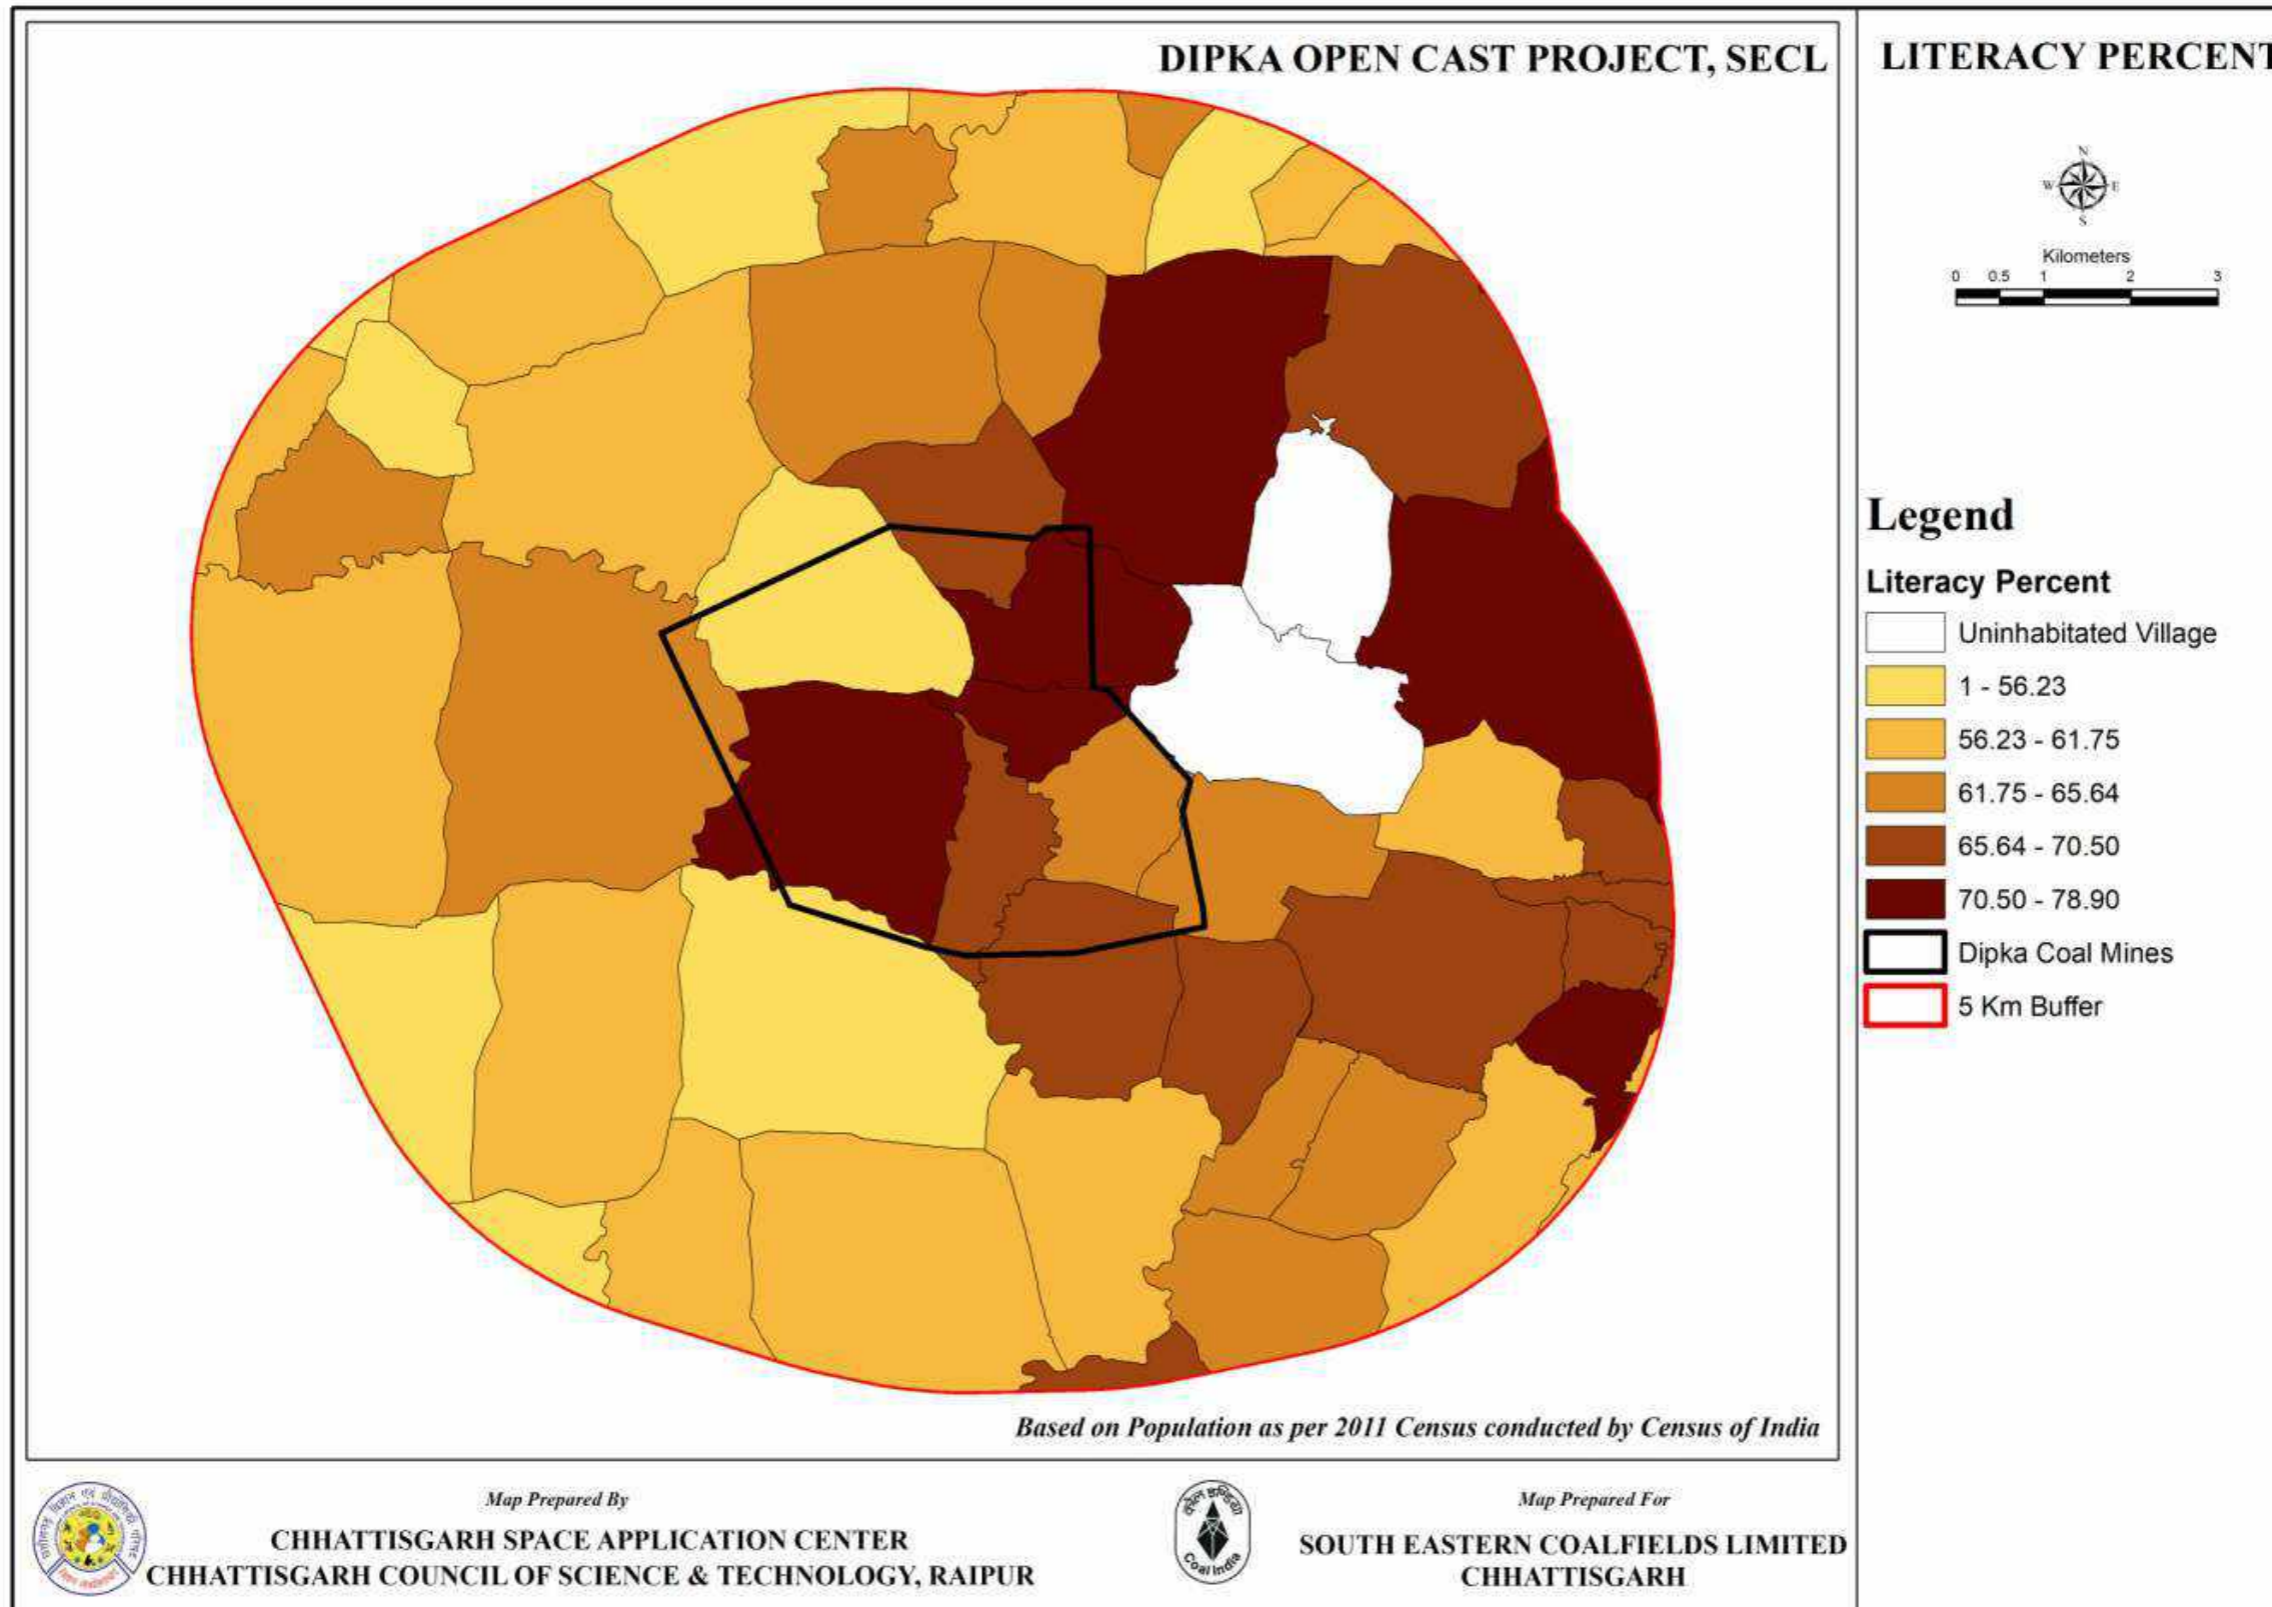 DIPKA OPEN CAST PROJECT, SECL
LITERACY PERCENT
N
W E
S
Kilometers
0 0.5 1 2 3
Legend
Literacy Percent
Uninhabitated Village
1 - 56.23
56.23 - 61.75
61.75 - 65.64
65.64 - 70.50
70.50 - 78.90
Dipka Coal Mines
5 Km Buffer
Based on Population as per 2011 Census conducted by Census of India
Map Prepared By
CHHATTISGARH SPACE APPLICATION CENTER
CHHATTISGARH COUNCIL OF SCIENCE & TECHNOLOGY, RAIPUR
कोल इण्डिया
Coal India
Map Prepared For
SOUTH EASTERN COALFIELDS LIMITED
CHHATTISGARH